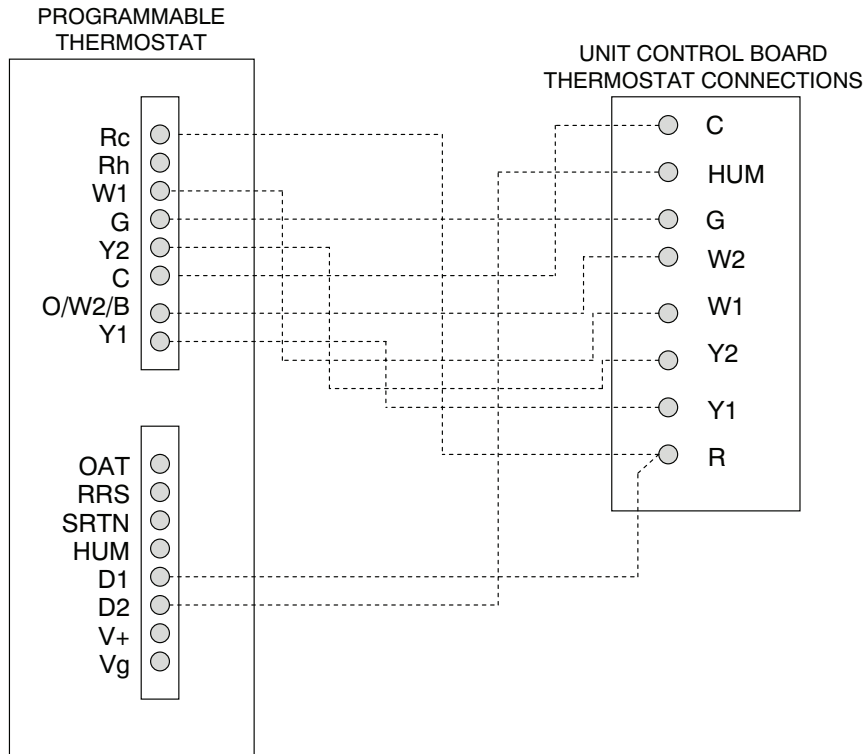 PROGRAMMABLE
THERMOSTAT
Rc
Rh
W1
G
Y2
C
O/W2/B
Y1
OAT
RRS
SRTN
HUM
D1
D2
V+
Vg
UNIT CONTROL BOARD
THERMOSTAT CONNECTIONS
C
HUM
G
W2
W1
Y2
Y1
R